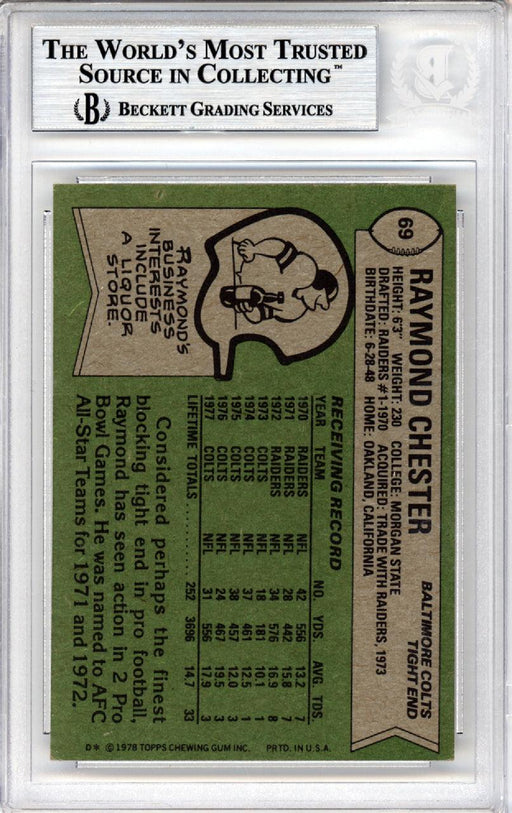 THE WORLD'S MOST TRUSTED
SOURCE IN COLLECTING™
B BECKETT GRADING SERVICES
69
RAYMOND CHESTER
BALTIMORE COLTS
TIGHT END
HEIGHT: 6'3" WEIGHT: 230 COLLEGE: MORGAN STATE
DRAFTED: RAIDERS #1-1970 ACQUIRED: TRADE WITH RAIDERS, 1973
BIRTHDATE: 6-28-48 HOME: OAKLAND, CALIFORNIA
RECEIVING RECORD
YEAR TEAM NO. YDS. AVG. TDS.
1970 RAIDERS NFL 42 556 13.2 7
1971 RAIDERS NFL 28 442 15.8 7
1972 RAIDERS NFL 34 576 16.9 8
1973 COLTS NFL 18 181 10.1 1
1974 COLTS NFL 37 461 12.5 1
1975 COLTS NFL 38 457 12.0 3
1976 COLTS NFL 24 467 19.5 3
1977 COLTS NFL 31 556 17.9 3
LIFETIME TOTALS 252 3696 14.7 33
RAYMOND'S
BUSINESS
INTERESTS
INCLUDE
A LIQUOR
STORE.
Considered perhaps the finest
blocking tight end in pro football,
Raymond has seen action in 2 Pro
Bowl Games. He was named to AFC
All-Star Teams for 1971 and 1972.
D* © 1978 TOPPS CHEWING GUM INC. PRTD. IN U.S.A.